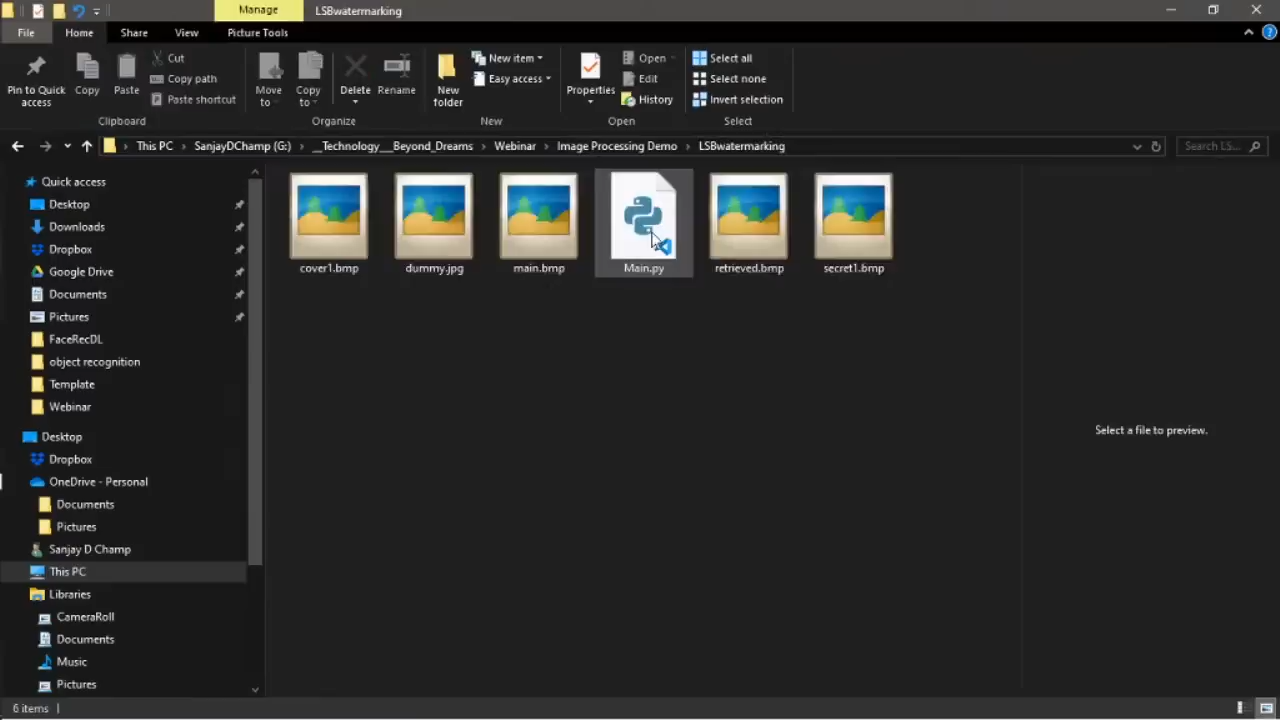 Manage
LSBwatermarking
File
Home
Share
View
Picture Tools
Pin to Quick
access
Copy
Paste
Cut
Copy path
Paste shortcut
Clipboard
Move
to
Copy
to
Delete
Rename
Organize
New
folder
New item
Easy access
New
Properties
Open
Edit
History
Open
Select all
Select none
Invert selection
Select
This PC
SanjayDChamp (G:)
__Technology__Beyond_Dreams
Webinar
Image Processing Demo
LSBwatermarking
Search LS...
Quick access
Desktop
Downloads
Dropbox
Google Drive
Documents
Pictures
FaceRecDL
object recognition
Template
Webinar
Desktop
Dropbox
OneDrive - Personal
Documents
Pictures
Sanjay D Champ
This PC
Libraries
CameraRoll
Documents
Music
Pictures
cover1.bmp
dummy.jpg
main.bmp
Main.py
retrieved.bmp
secret1.bmp
Select a file to preview.
6 items